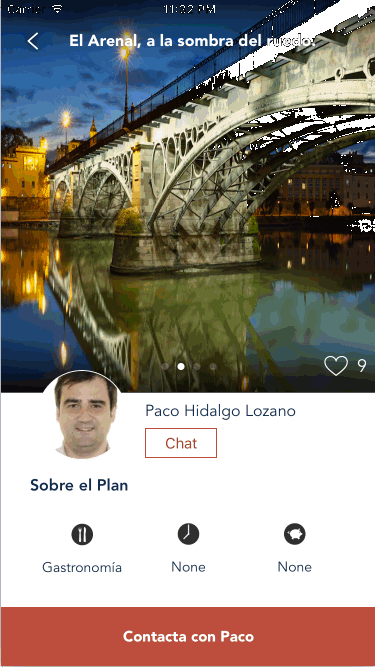 Carrier 11:32 PM
El Arenal, a la sombra del ruedo.
9
Paco Hidalgo Lozano
Chat
Sobre el Plan
Gastronomía None None
Contacta con Paco